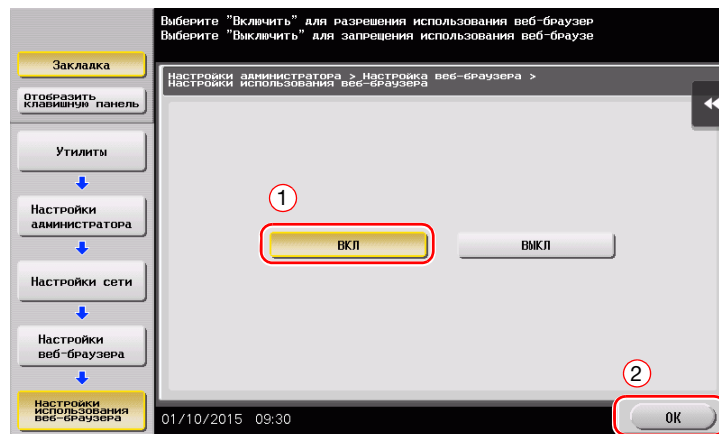 Выберите "Включить" для разрешения использования веб-браузер
Выберите "Выключить" для запрещения использования веб-браузе
Закладка
Отобразить
клавишную панель
Настройки администратора > Настройка веб-браузера >
Настройки использования веб-браузера
Утилиты
Настройки
администратора
Настройки сети
Настройки
веб-браузера
Настройки
использования
веб-браузера
1
ВКЛ
ВЫКЛ
2
01/10/2015 09:30
OK